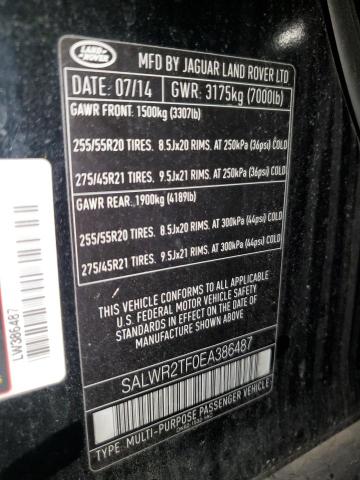 LAND-
ROVER
MFD BY JAGUAR LAND ROVER LTD
DATE: 07/14 GWR: 3175kg (7000lb)
GAWR FRONT: 1500kg (3307lb)
255/55R20 TIRES. 8.5Jx20 RIMS. AT 250kPa (36psi) COLD
275/45R21 TIRES. 9.5Jx21 RIMS. AT 250kPa (36psi) COLD
GAWR REAR: 1900kg (4189lb)
255/55R20 TIRES. 8.5Jx20 RIMS. AT 300kPa (44psi) COLD
275/45R21 TIRES. 9.5Jx21 RIMS. AT 300kPa (44psi) COLD
THIS VEHICLE CONFORMS TO ALL APPLICABLE
U.S. FEDERAL MOTOR VEHICLE SAFETY
STANDARDS IN EFFECT ON THE DATE OF
MANUFACTURE SHOWN ABOVE.
SALWR2TF0EA386487
TYPE: MULTI-PURPOSE PASSENGER VEHICLE
LW386487